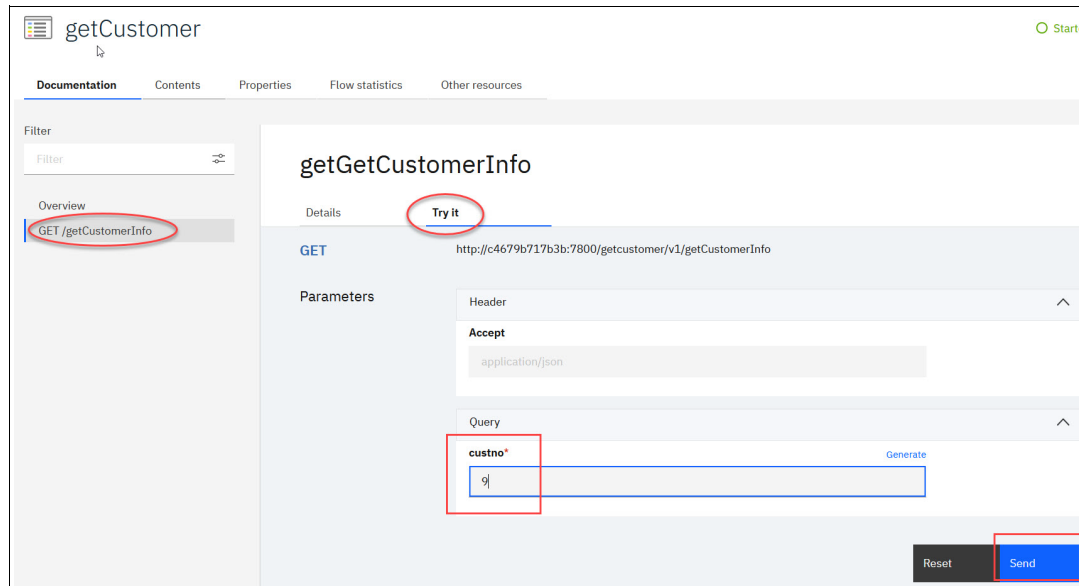 getCustomer
Start
Documentation Contents Properties Flow statistics Other resources
Filter
Filter
Overview
GET /getCustomerInfo
getGetCustomerInfo
Details Try it
GET http://c4679b717b3b:7800/getcustomer/v1/getCustomerInfo
Parameters
Header
Accept
application/json
Query
custno* Generate
9
Reset Send